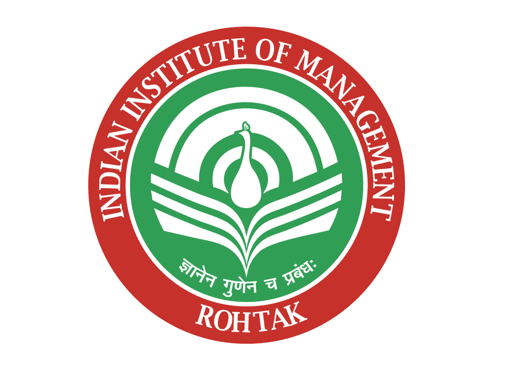 INDIAN INSTITUTE OF MANAGEMENT
ज्ञानेन गुणेन च प्रबंधः
ROHTAK